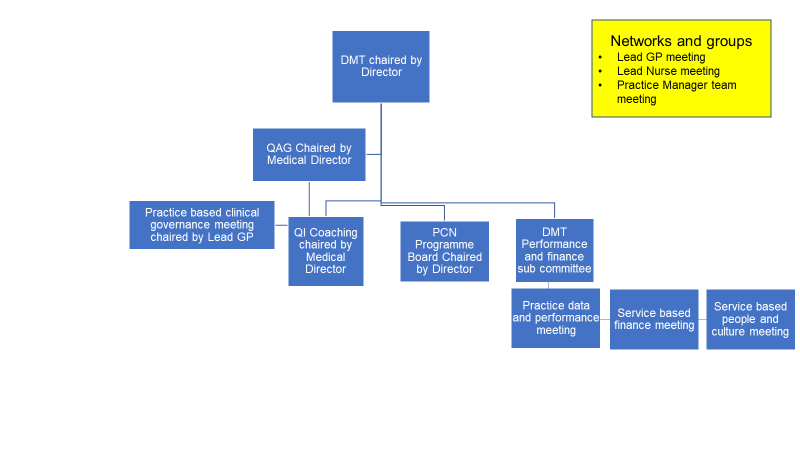 DMT chaired by
Director
Networks and groups
• Lead GP meeting
• Lead Nurse meeting
• Practice Manager team
meeting
QAG Chaired by
Medical Director
Practice based clinical
governance meeting
chaired by Lead GP
QI Coaching
chaired by
Medical
Director
PCN
Programme
Board Chaired
by Director
DMT
Performance
and finance
sub committee
Practice data
and performance
meeting
Service based
finance meeting
Service based
people and
culture meeting